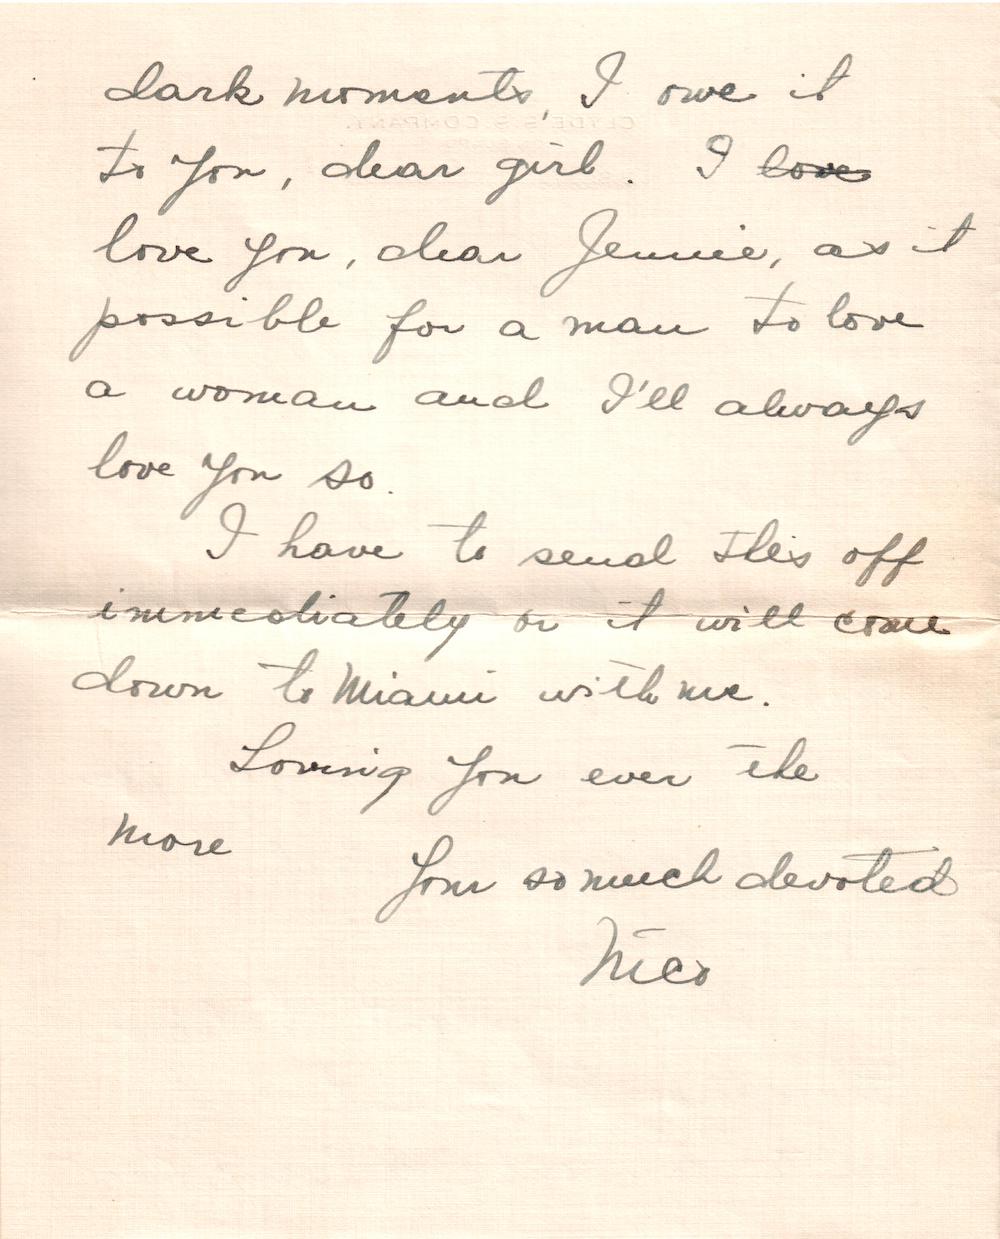 dark moments, I owe it
to you, dear girl. I love
love you, dear Jennie, as it
possible for a man to love
a woman and I'll always
love you so.
I have to send this off
immediately or it will come
down to Miami with me.
Loving you ever the
more
Your so much devoted
Nico